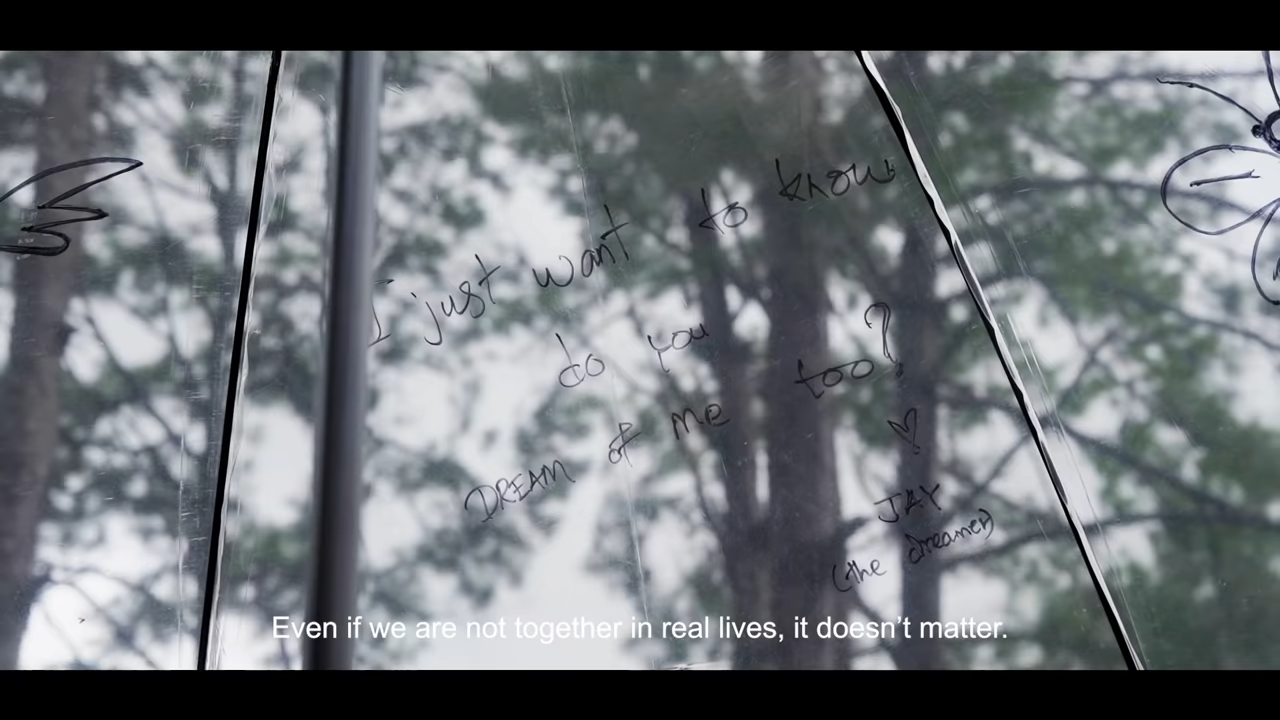 I just want to know
do you
DREAM of me too?
JAY
(the dreamer)
Even if we are not together in real lives, it doesn't matter.